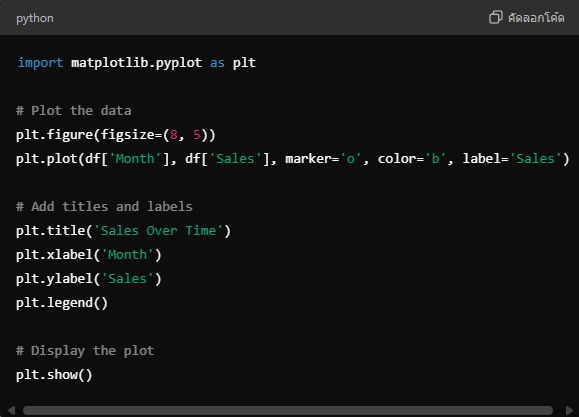 python
คัดลอกโค้ด
import matplotlib.pyplot as plt
# Plot the data
plt.figure(figsize=(8, 5))
plt.plot(df['Month'], df['Sales'], marker='o', color='b', label='Sales')
# Add titles and labels
plt.title('Sales Over Time')
plt.xlabel('Month')
plt.ylabel('Sales')
plt.legend()
# Display the plot
plt.show()